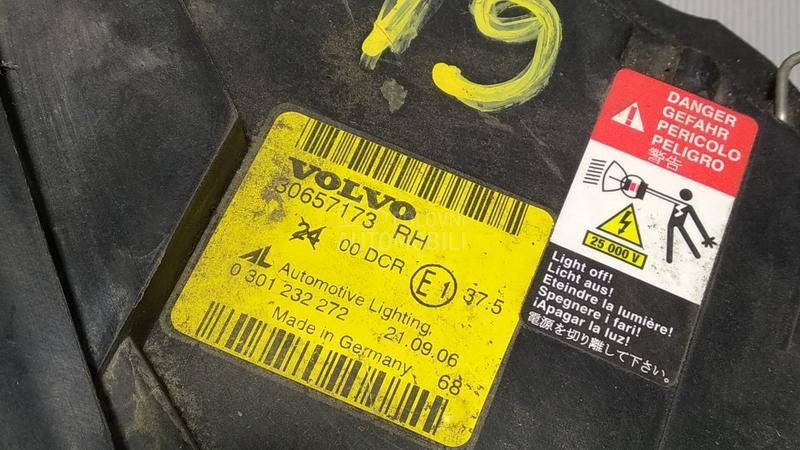 19
VOLVO
30657173 RH
24 00 DCR E1 37.5
AL Automotive Lighting.
0 301 232 272 21.09.06
Made in Germany 68
DANGER
GEFAHR
PERICOLO
PELIGRO
警告
25 000 V
Light off!
Licht aus!
Eteindre la lumière!
Spegnere i fari!
¡Apagar la luz!
電源を切り離して下さい。